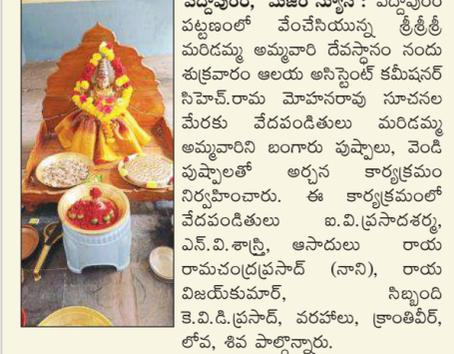 పెద్దాపురం, మేజర్ న్యూస్ : పెద్దాపురం
పట్టణంలో వేంచేసియున్న శ్రీశ్రీశ్రీ
మరిడమ్మ అమ్మవారి దేవస్థానం నందు
శుక్రవారం ఆలయ అసిస్టెంట్ కమీషనర్
సిహెచ్.రామ మోహనరావు సూచనల
మేరకు వేదపండితులు మరిడమ్మ
అమ్మవారిని బంగారు పుష్పాలు, వెండి
పుష్పాలతో అర్చన కార్యక్రమం
నిర్వహించారు. ఈ కార్యక్రమంలో
వేదపండితులు ఐ.వి.ప్రసాదశర్మ,
ఎన్.వి.శాస్త్రి, ఆసాదులు రాయ
రామచంద్రప్రసాద్ (నాని), రాయ
విజయ్‌కుమార్, సిబ్బంది
కె.వి.డి.ప్రసాద్, వరహాలు, క్రాంతివీర్,
లోవ, శివ పాల్గొన్నారు.